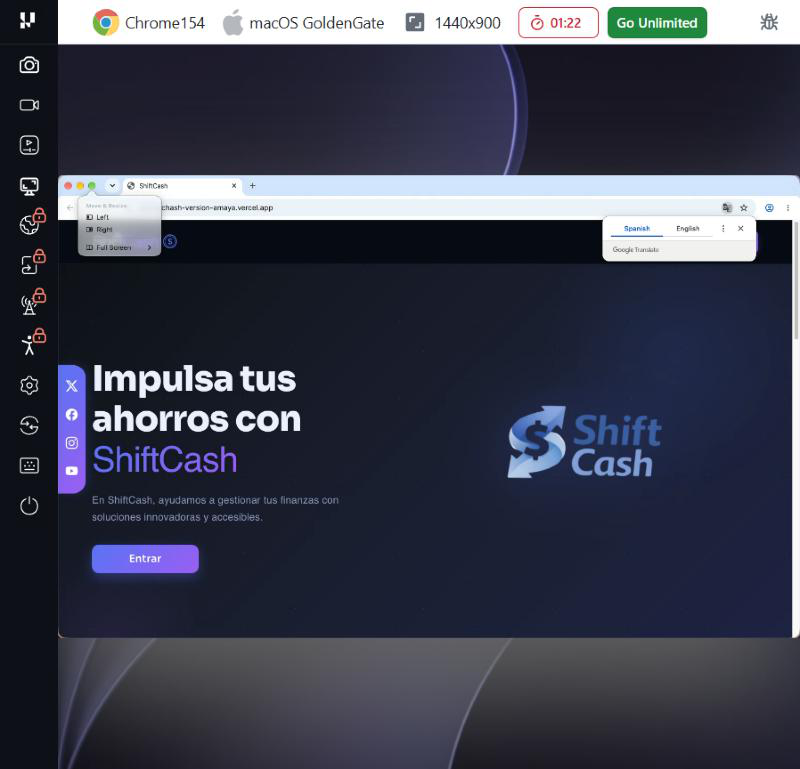 Chrome154
macOS GoldenGate
1440x900
01:22
Go Unlimited
ShiftCash
chash-version-amaya.vercel.app
Move & Resize
Left
Right
Full Screen
Spanish
English
Google Translate
Impulsa tus
ahorros con
ShiftCash
En ShiftCash, ayudamos a gestionar tus finanzas con
soluciones innovadoras y accesibles.
Entrar
Shift
Cash